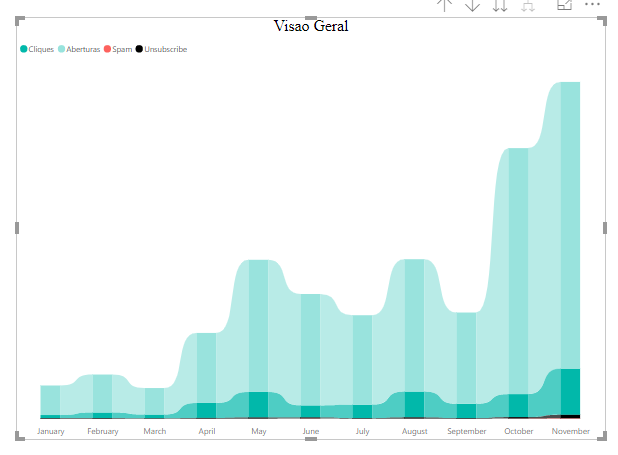 Visao Geral
Cliques Aberturas Spam Unsubscribe
January February March April May June July August September October November